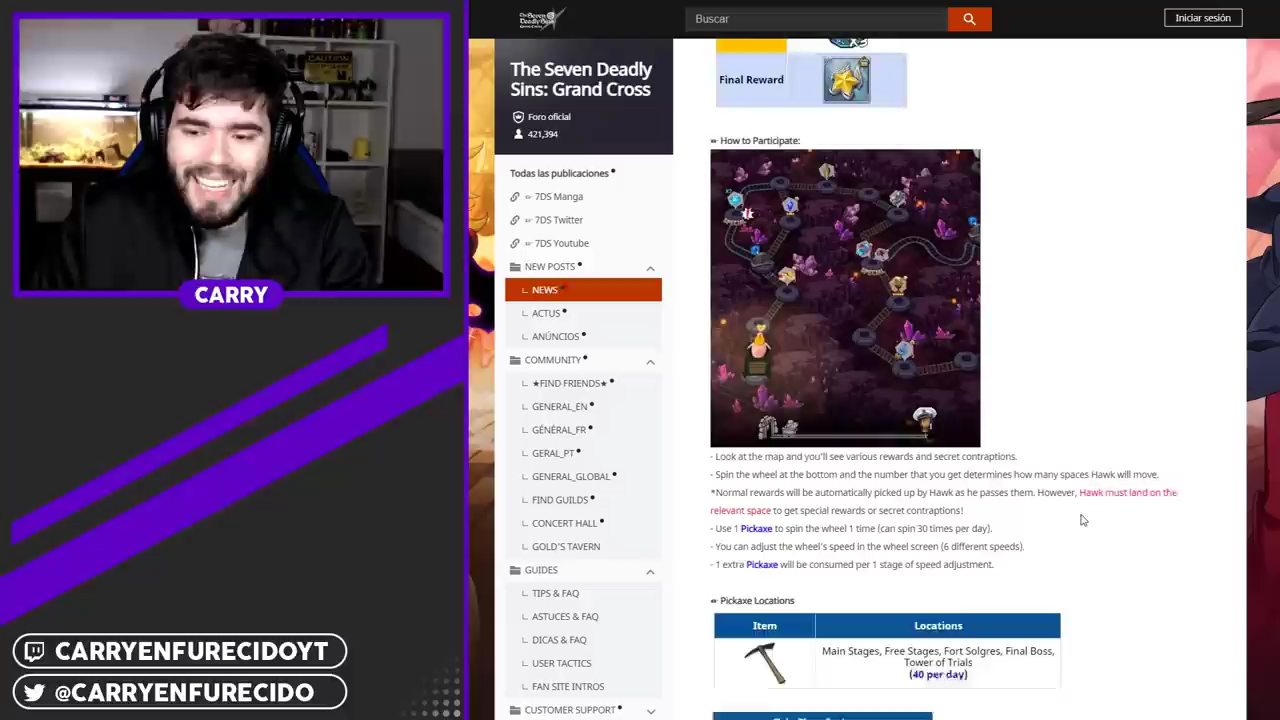 CAUTION
CARRY
CARRYENFURECIDOYT
@CARRYENFURECIDO
The Seven
Deadly Sins
Buscar
Iniciar sesión
The Seven Deadly
Sins: Grand Cross
Foro oficial
421,394
Todas las publicaciones
7DS Manga
7DS Twitter
7DS Youtube
NEW POSTS
NEWS
ACTUS
ANÚNCIOS
COMMUNITY
★FIND FRIENDS★
GENERAL_EN
GÉNÉRAL_FR
GERAL_PT
GENERAL_GLOBAL
FIND GUILDS
CONCERT HALL
GOLD'S TAVERN
GUIDES
TIPS & FAQ
ASTUCES & FAQ
DICAS & FAQ
USER TACTICS
FAN SITE INTROS
CUSTOMER SUPPORT
Final Reward
How to Participate:
- Look at the map and you'll see various rewards and secret contraptions.
- Spin the wheel at the bottom and the number that you get determines how many spaces Hawk will move.
*Normal rewards will be automatically picked up by Hawk as he passes them. However, Hawk must land on the
relevant space to get special rewards or secret contraptions!
- Use 1 Pickaxe to spin the wheel 1 time (can spin 30 times per day).
- You can adjust the wheel's speed in the wheel screen (6 different speeds).
- 1 extra Pickaxe will be consumed per 1 stage of speed adjustment.
Pickaxe Locations
Item Locations
Main Stages, Free Stages, Fort Solgres, Final Boss,
Tower of Trials
(40 per day)